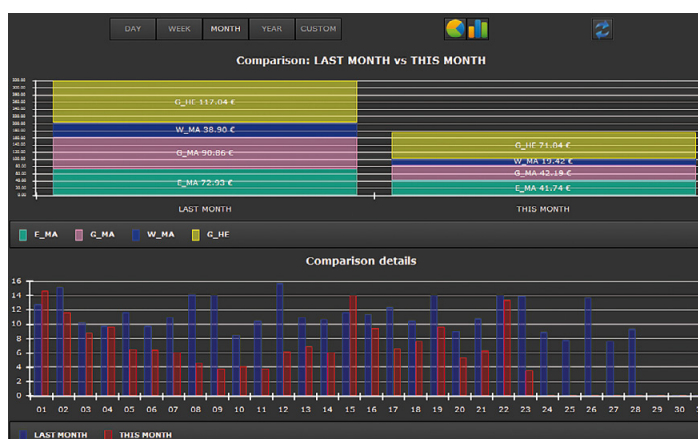 DAY WEEK MONTH YEAR CUSTOM
Comparison: LAST MONTH vs THIS MONTH
G_HE 117.04 €
W_MA 38.90 €
G_MA 90.86 €
E_MA 72.93 €
G_HE 71.04 €
W_MA 19.42 €
G_MA 42.19 €
E_MA 41.74 €
LAST MONTH THIS MONTH
E_MA G_MA W_MA G_HE
Comparison details
16
14
12
10
8
6
4
2
0
01 02 03 04 05 06 07 08 09 10 11 12 13 14 15 16 17 18 19 20 21 22 23 24 25 26 27 28 29 30
LAST MONTH THIS MONTH